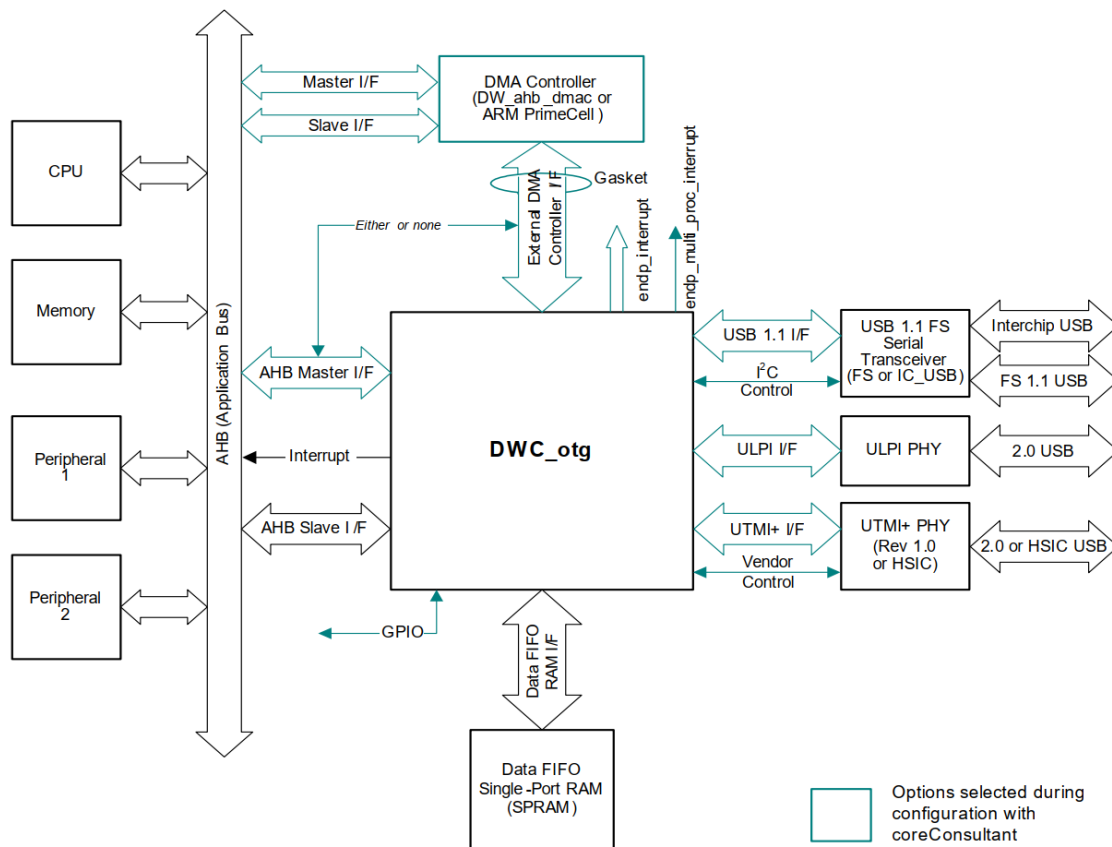 DMA Controller
(DW_ahb_dmac or
ARM PrimeCell )
Master I/F
Slave I/F
CPU
Gasket
External DMA
Controller I/F
endp_interrupt
endp_multi_proc_interrupt
Either or none
Memory
AHB (Application Bus)
AHB Master I/F
USB 1.1 I/F
I2C
Control
USB 1.1 FS
Serial
Transceiver
(FS or IC_USB)
Interchip USB
FS 1.1 USB
Peripheral
1
Interrupt
DWC_otg
ULPI I/F
ULPI PHY
2.0 USB
AHB Slave I/F
UTMI+ I/F
Vendor
Control
UTMI+ PHY
(Rev 1.0
or HSIC)
2.0 or HSIC USB
Peripheral
2
GPIO
Data FIFO
RAM I/F
Data FIFO
Single-Port RAM
(SPRAM)
Options selected during
configuration with
coreConsultant